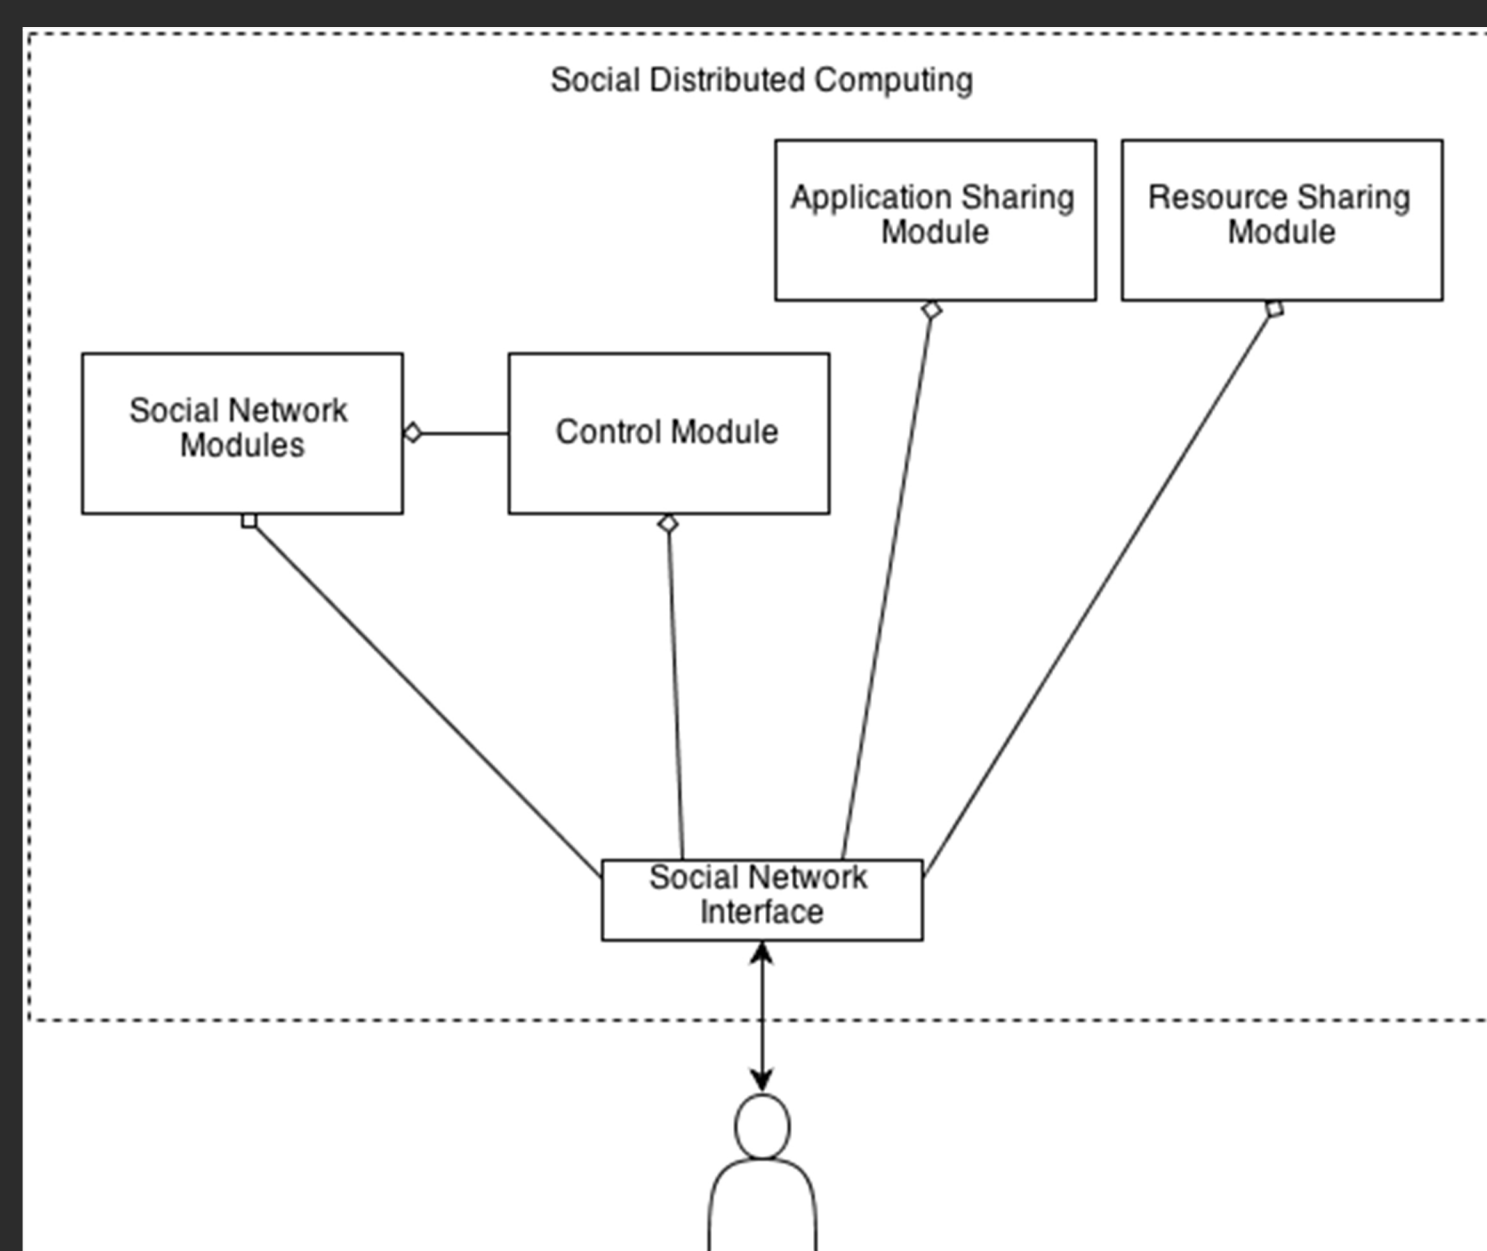 Social Distributed Computing
Application Sharing
Module
Resource Sharing
Module
Social Network
Modules
Control Module
Social Network
Interface